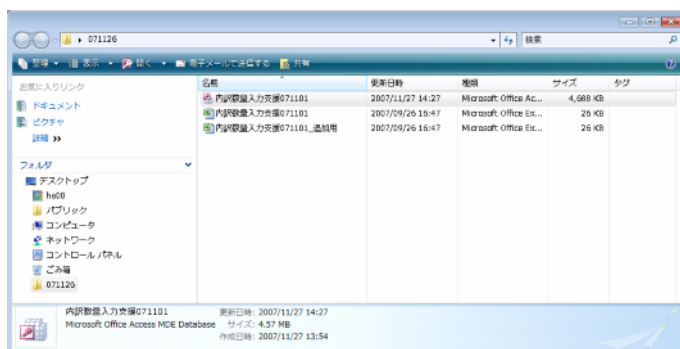 071126
検索
整理 表示 開く 電子メールで送信する 共有
お気に入りリンク
ドキュメント
ピクチャ
詳細 >>
フォルダ
デスクトップ
he00
パブリック
コンピュータ
ネットワーク
コントロール パネル
ごみ箱
071126
名前 更新日時 種類 サイズ タグ
内訳数量入力支援071101 2007/11/27 14:27 Microsoft Office Ac... 4,688 KB
内訳数量入力支援071101 2007/09/26 16:47 Microsoft Office Ex... 26 KB
内訳数量入力支援071101_追加用 2007/09/26 16:47 Microsoft Office Ex... 26 KB
内訳数量入力支援071101 更新日時: 2007/11/27 14:27
Microsoft Office Access MDE Database サイズ: 4.57 MB
作成日時: 2007/11/27 13:54